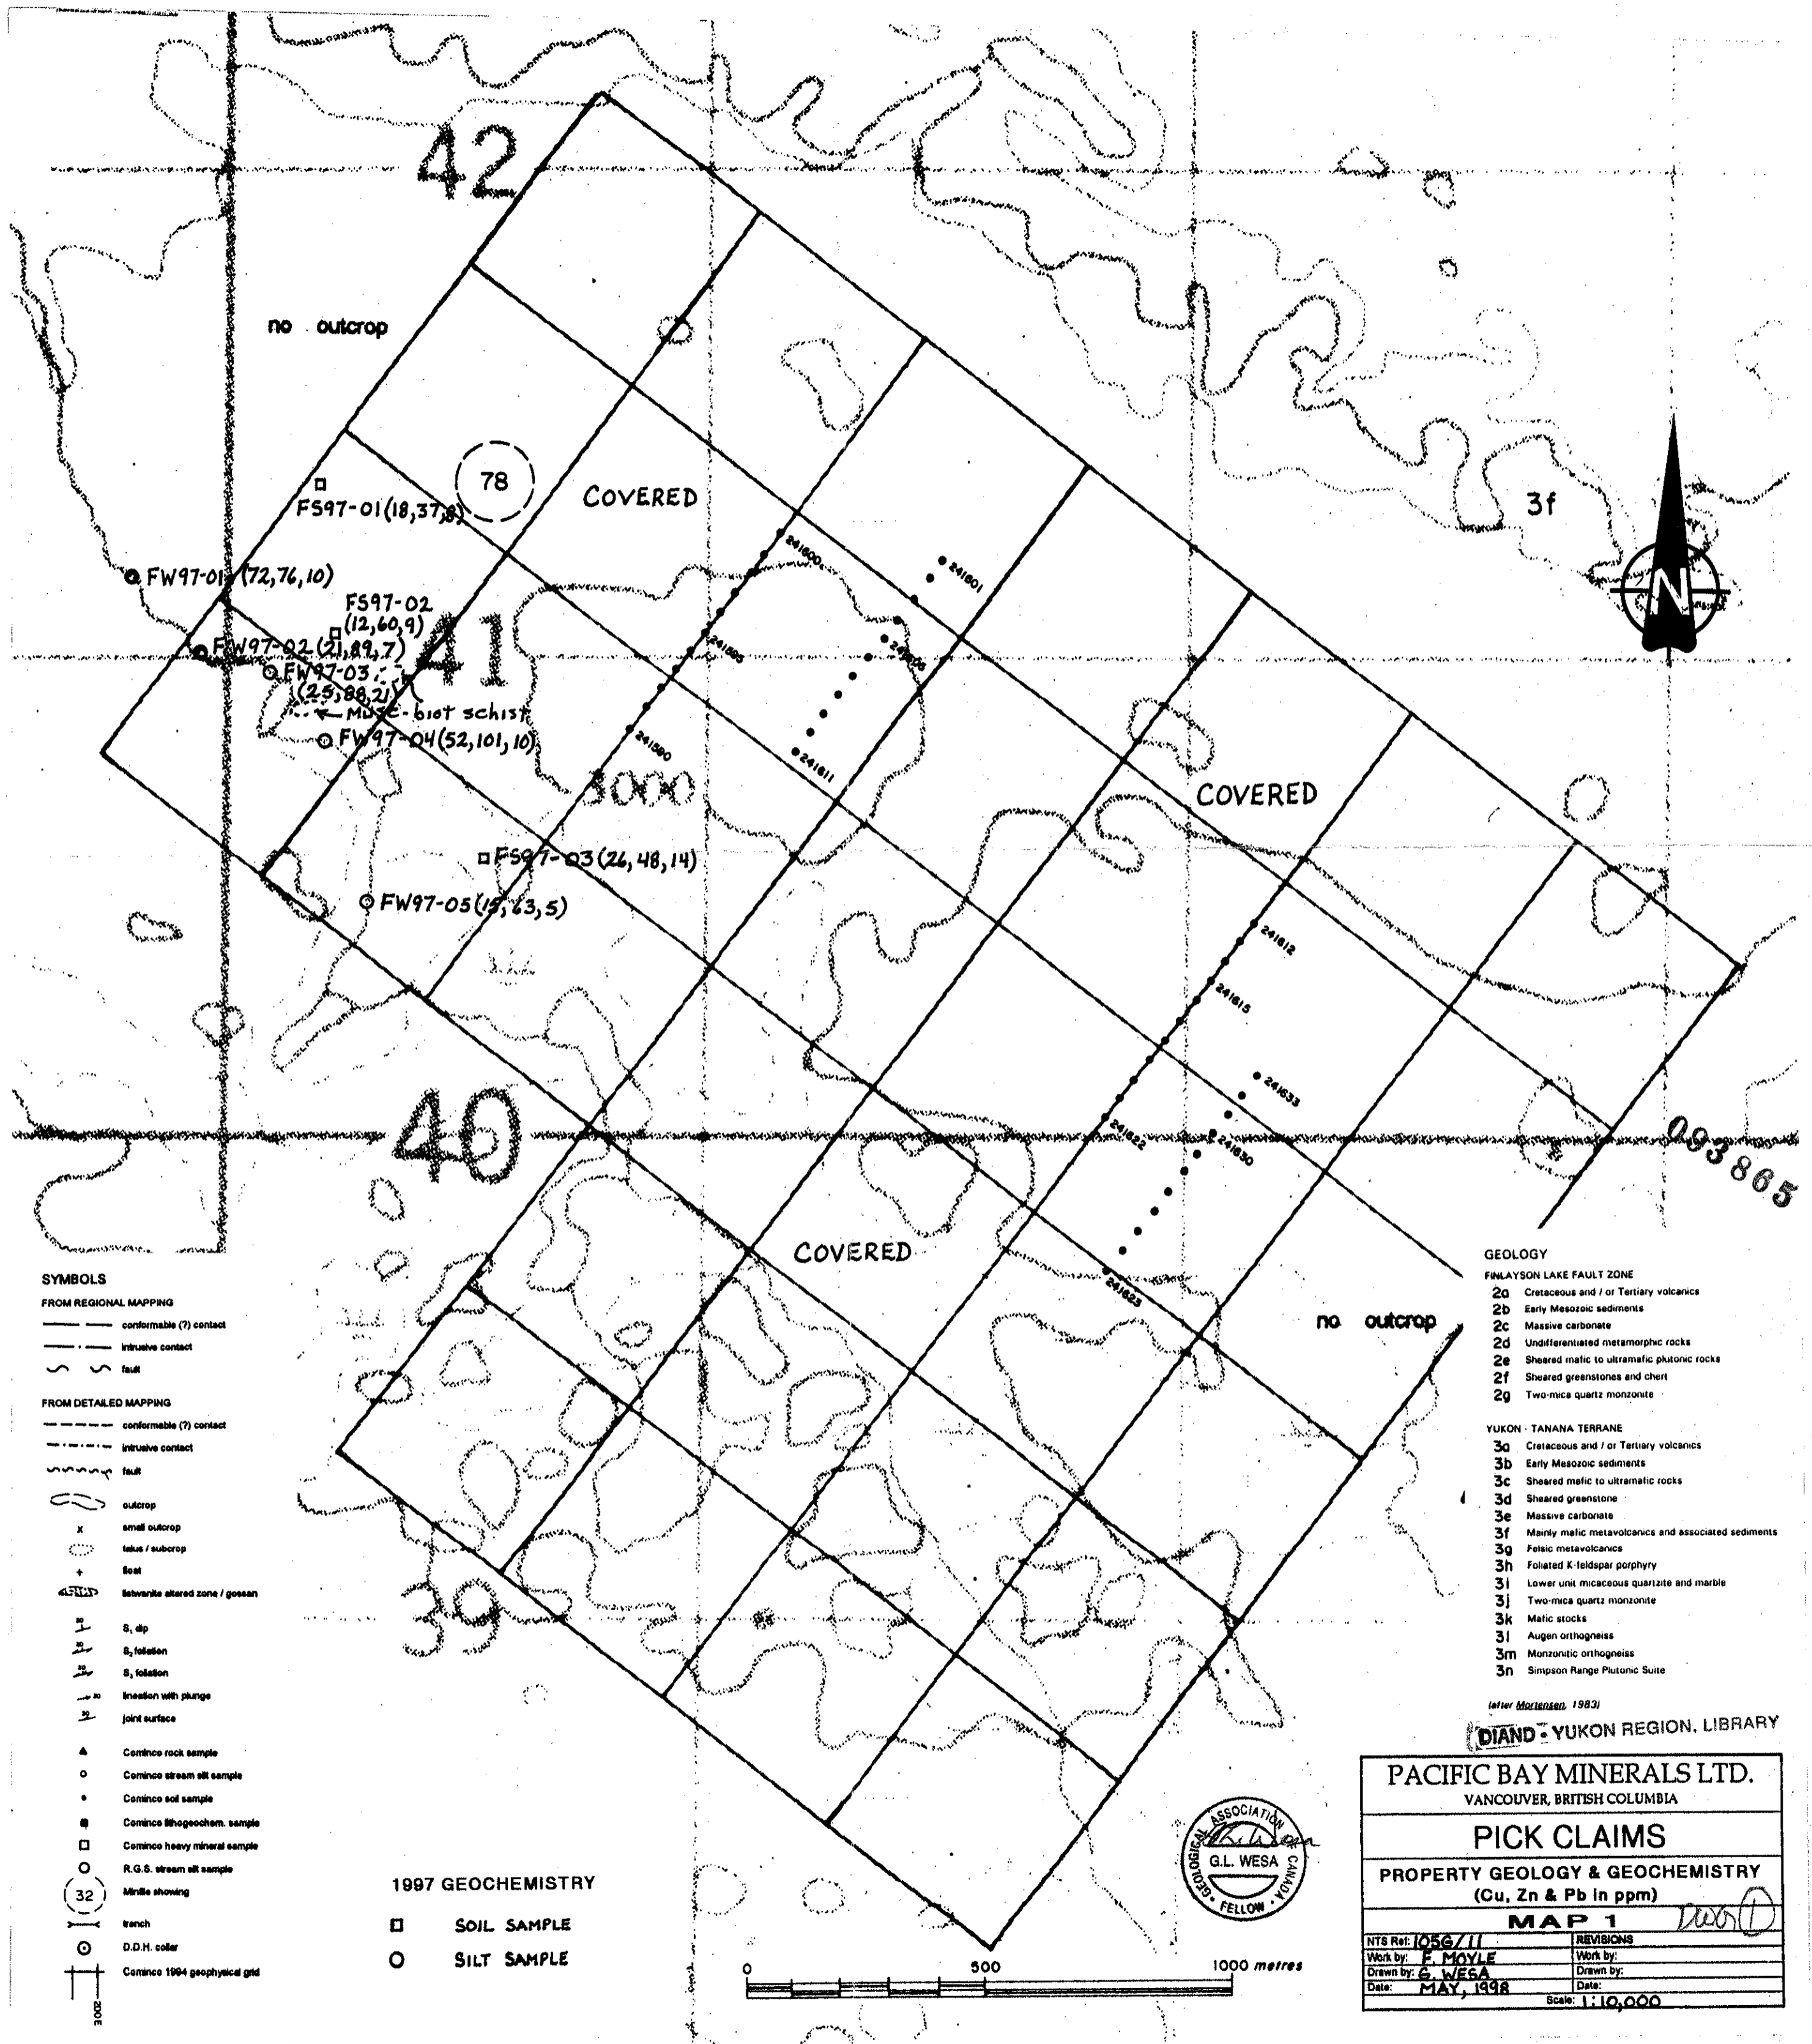 42
no outcrop
78
COVERED
3f
FS97-01(18,37,8)
FW97-01 (72,76,10)
FS97-02
(12,60,9)
41
FW97-02(21,89,7)
FW97-03
(25,88,21)
MUSC-biot schist
FW97-04(52,101,10)
241600
241601
241595
241590
241611
3000
COVERED
FS97-03(26,48,14)
FW97-05(15,63,5)
241612
241615
241633
40
241622
241630
093865
COVERED
241623
no outcrop
39
N
SYMBOLS
FROM REGIONAL MAPPING
conformable (?) contact
intrusive contact
fault
FROM DETAILED MAPPING
conformable (?) contact
intrusive contact
fault
outcrop
x small outcrop
talus / subcrop
+ float
listwanite altered zone / gossan
S₁ dip
S₂ foliation
S₃ foliation
lineation with plunge
joint surface
Cominco rock sample
Cominco stream silt sample
Cominco soil sample
Cominco lithogeochem. sample
Cominco heavy mineral sample
R.G.S. stream silt sample
32 Minfile showing
trench
D.D.H. collar
Cominco 1994 geophysical grid
200E
1997 GEOCHEMISTRY
SOIL SAMPLE
SILT SAMPLE
0 500 1000 metres
GEOLOGY
FINLAYSON LAKE FAULT ZONE
2a Cretaceous and / or Tertiary volcanics
2b Early Mesozoic sediments
2c Massive carbonate
2d Undifferentiated metamorphic rocks
2e Sheared mafic to ultramafic plutonic rocks
2f Sheared greenstones and chert
2g Two-mica quartz monzonite
YUKON - TANANA TERRANE
3a Cretaceous and / or Tertiary volcanics
3b Early Mesozoic sediments
3c Sheared mafic to ultramafic rocks
3d Sheared greenstone
3e Massive carbonate
3f Mainly mafic metavolcanics and associated sediments
3g Felsic metavolcanics
3h Foliated K-feldspar porphyry
3i Lower unit micaceous quartzite and marble
3j Two-mica quartz monzonite
3k Mafic stocks
3l Augen orthogneiss
3m Monzonitic orthogneiss
3n Simpson Range Plutonic Suite
(after Mortensen, 1983)
DIAND - YUKON REGION, LIBRARY
GEOLOGICAL ASSOCIATION CANADA
G.L. WESA
FELLOW
PACIFIC BAY MINERALS LTD.
VANCOUVER, BRITISH COLUMBIA
PICK CLAIMS
PROPERTY GEOLOGY & GEOCHEMISTRY
(Cu, Zn & Pb in ppm)
MAP 1
DWG 1
NTS Ref: 105G/11 REVISIONS
Work by: F. MOYLE Work by:
Drawn by: G. WESA Drawn by:
Date: MAY, 1998 Date:
Scale: 1:10,000